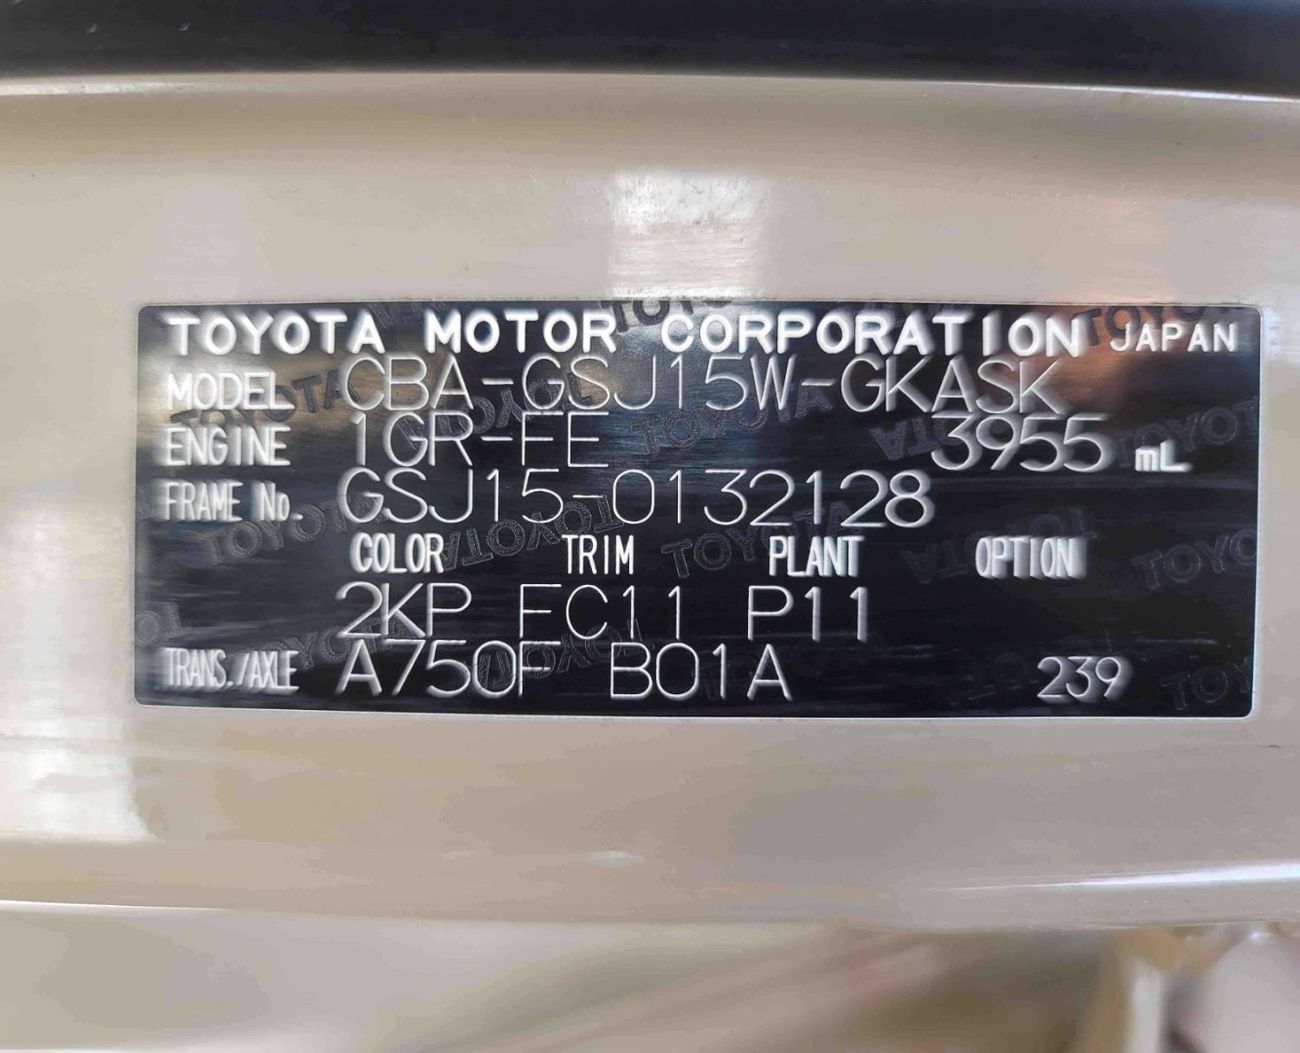 TOYOTA MOTOR CORPORATION JAPAN
MODEL CBA-GSJ15W-GKASK
ENGINE 1GR-FE 3955 mL
FRAME No. GSJ15-0132128
COLOR TRIM PLANT OPTION
2KP FC11 P11
TRANS./AXLE A750F B01A 239